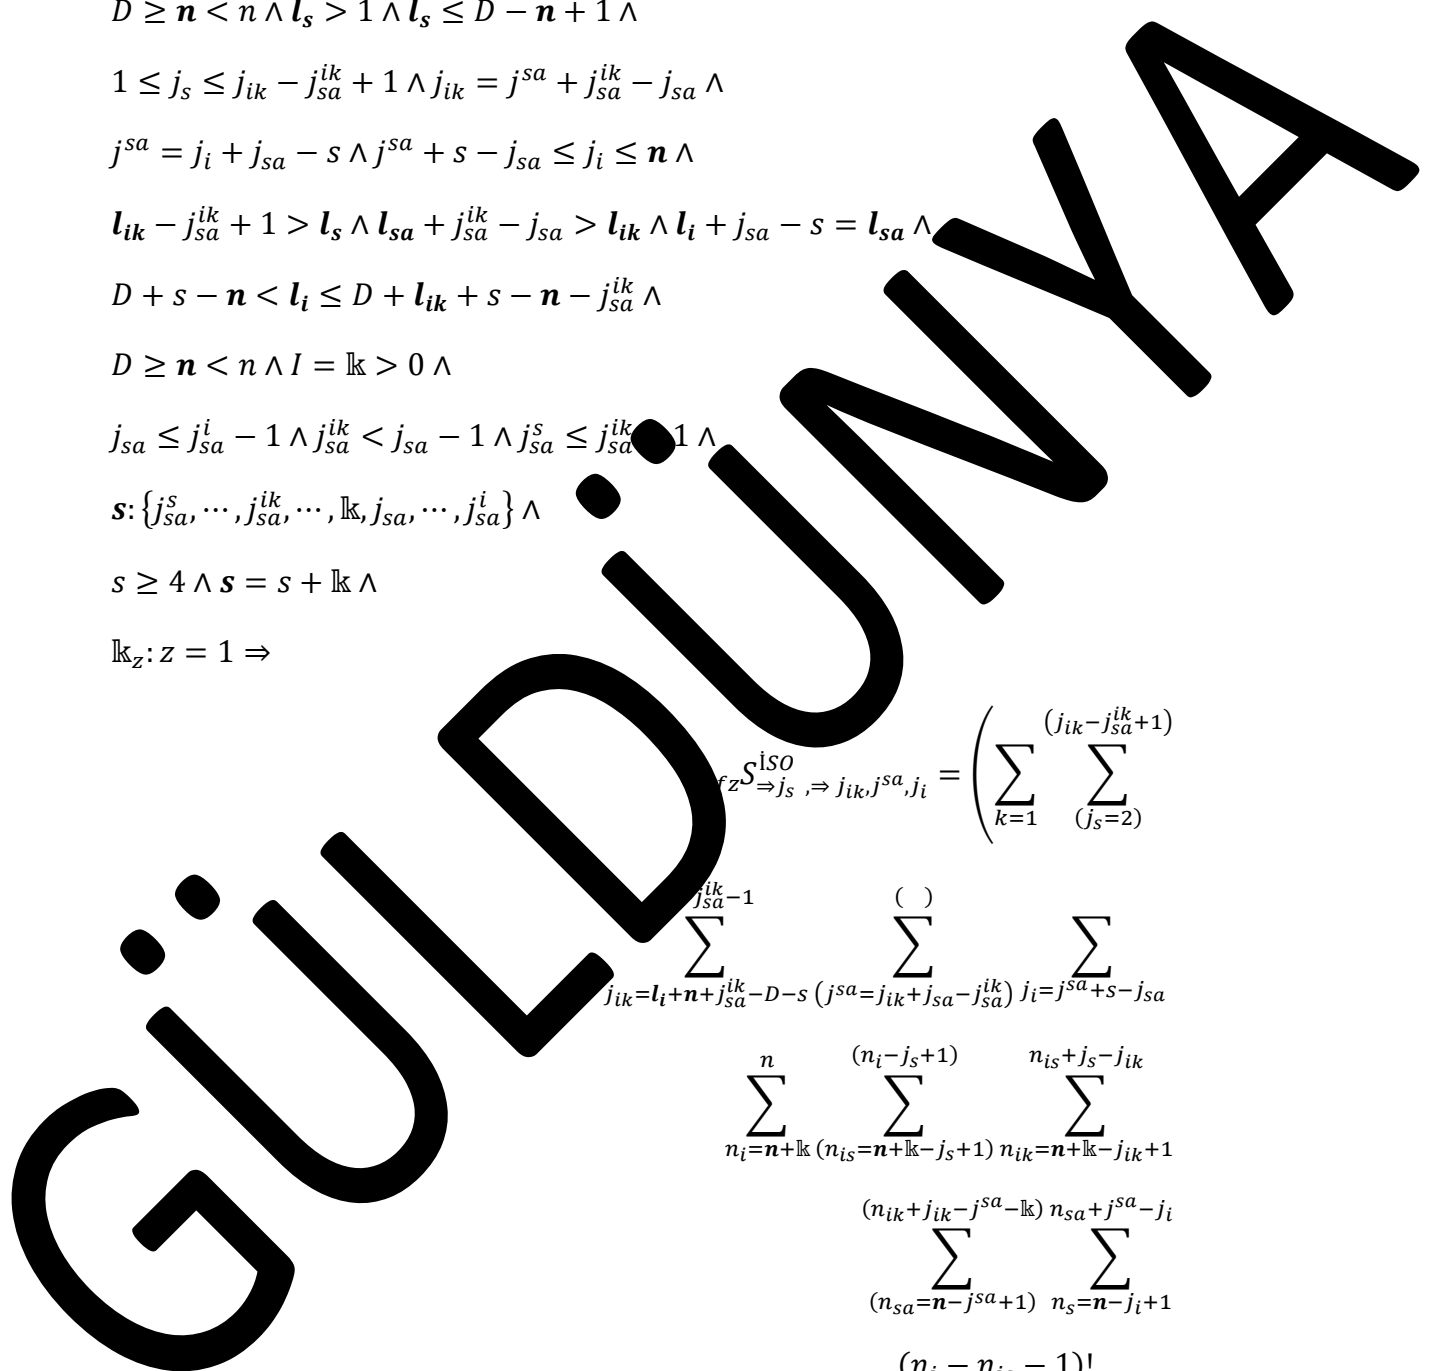 D ≥ 𝒏 < n ∧ 𝒍ₛ > 1 ∧ 𝒍ₛ ≤ D − 𝒏 + 1 ∧
1 ≤ j_s ≤ j_{ik} − j_{sa}^{ik} + 1 ∧ j_{ik} = j^{sa} + j_{sa}^{ik} − j_{sa} ∧
j^{sa} = j_i + j_{sa} − s ∧ j^{sa} + s − j_{sa} ≤ j_i ≤ 𝒏 ∧
𝒍_{ik} − j_{sa}^{ik} + 1 > 𝒍_s ∧ 𝒍_{sa} + j_{sa}^{ik} − j_{sa} > 𝒍_{ik} ∧ 𝒍_i + j_{sa} − s = 𝒍_{sa} ∧
D + s − 𝒏 < 𝒍_i ≤ D + 𝒍_{ik} + s − 𝒏 − j_{sa}^{ik} ∧
D ≥ 𝒏 < n ∧ I = 𝕜 > 0 ∧
j_{sa} ≤ j_{sa}^{i} − 1 ∧ j_{sa}^{ik} < j_{sa} − 1 ∧ j_{sa}^{s} ≤ j_{sa}^{ik} 1 ∧
𝒔: {j_{sa}^{s}, ⋯ , j_{sa}^{ik}, ⋯ , 𝕜, j_{sa}, ⋯ , j_{sa}^{i}} ∧
s ≥ 4 ∧ 𝒔 = s + 𝕜 ∧
𝕜_z: z = 1 ⇒
_{fz}S_{⇒j_s ,⇒ j_{ik},j^{sa},j_i}^{İSO} = ( ∑_{k=1} ∑_{(j_s=2)}^{(j_{ik}−j_{sa}^{ik}+1)}
∑_{j_{ik}=𝒍_i+𝒏+j_{sa}^{ik}−D−s}^{j_{sa}^{ik}−1} ∑_{(j^{sa}=j_{ik}+j_{sa}−j_{sa}^{ik})}^{( )} ∑_{j_i=j^{sa}+s−j_{sa}}
∑_{n_i=𝒏+𝕜}^{n} ∑_{(n_{is}=𝒏+𝕜−j_s+1)}^{(n_i−j_s+1)} ∑_{n_{ik}=𝒏+𝕜−j_{ik}+1}^{n_{is}+j_s−j_{ik}}
∑_{(n_{sa}=𝒏−j^{sa}+1)}^{(n_{ik}+j_{ik}−j^{sa}−𝕜)} ∑_{n_s=𝒏−j_i+1}^{n_{sa}+j^{sa}−j_i}
(n_i − n_{is} − 1)!
GÜLDÜNYA